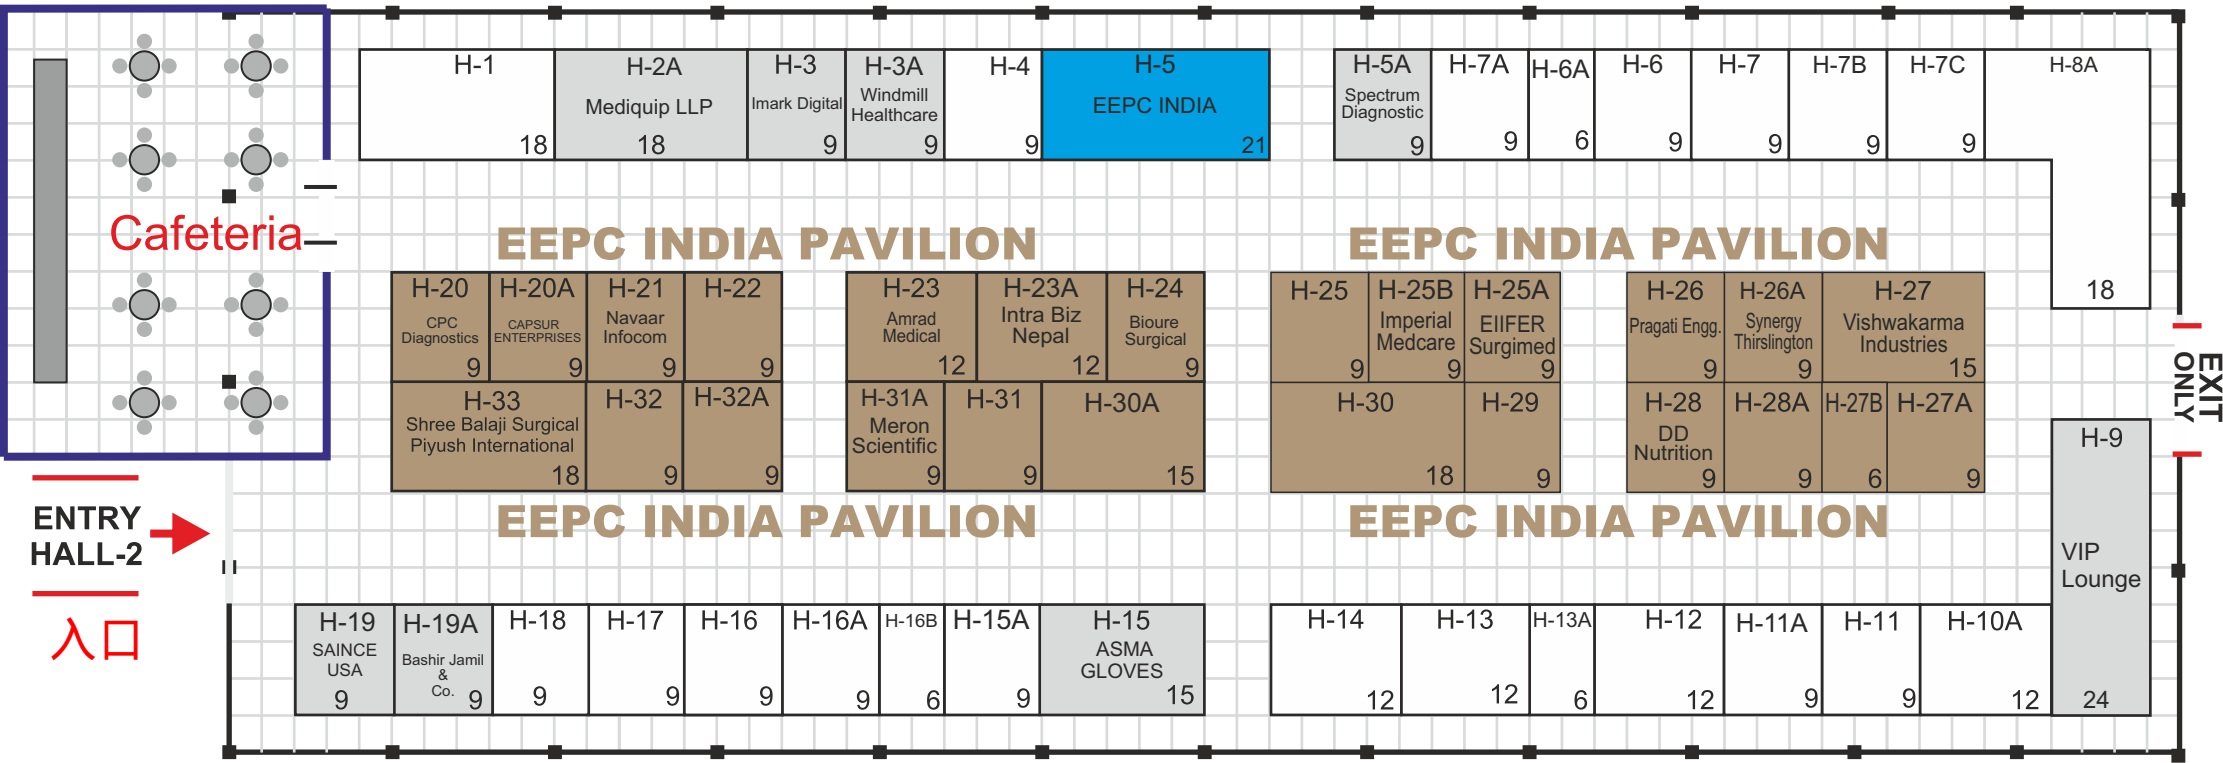 H-1
18
H-2A
Mediquip LLP
18
H-3
Imark Digital
9
H-3A
Windmill
Healthcare
9
H-4
9
H-5
EEPC INDIA
21
H-5A
Spectrum
Diagnostic
9
H-7A
9
H-6A
6
H-6
9
H-7
9
H-7B
9
H-7C
9
H-8A
18
Cafeteria
EEPC INDIA PAVILION
EEPC INDIA PAVILION
H-20
CPC
Diagnostics
9
H-20A
CAPSUR
ENTERPRISES
9
H-21
Navaar
Infocom
9
H-22
9
H-23
Amrad
Medical
12
H-23A
Intra Biz
Nepal
12
H-24
Bioure
Surgical
9
H-25
9
H-25B
Imperial
Medcare
9
H-25A
EIIFER
Surgimed
9
H-26
Pragati Engg.
9
H-26A
Synergy
Thirslington
9
H-27
Vishwakarma
Industries
15
EXIT
ONLY
H-33
Shree Balaji Surgical
Piyush International
18
H-32
9
H-32A
9
H-31A
Meron
Scientific
9
H-31
9
H-30A
15
H-30
18
H-29
9
H-28
DD
Nutrition
9
H-28A
9
H-27B
6
H-27A
9
H-9
VIP
Lounge
24
EEPC INDIA PAVILION
EEPC INDIA PAVILION
ENTRY
HALL-2
入口
H-19
SAINCE
USA
9
H-19A
Bashir Jamil
&
Co.
9
H-18
9
H-17
9
H-16
9
H-16A
9
H-16B
6
H-15A
9
H-15
ASMA
GLOVES
15
H-14
12
H-13
12
H-13A
6
H-12
12
H-11A
9
H-11
9
H-10A
12